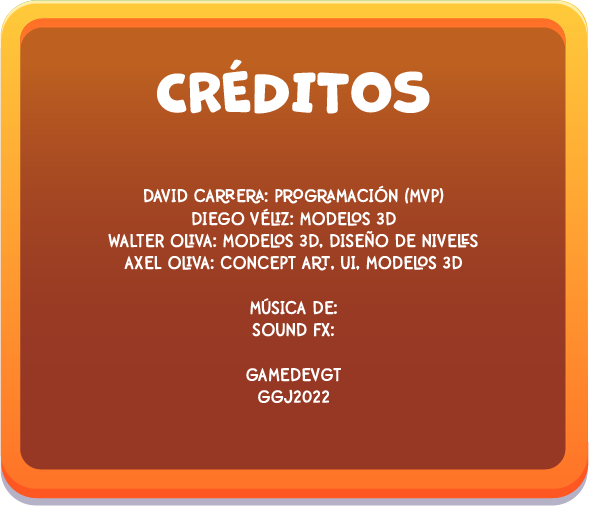 CRÉDITOS
DAVID CARRERA: PROGRAMACIÓN (MVP)
DIEGO VÉLIZ: MODELOS 3D
WALTER OLIVA: MODELOS 3D, DISEÑO DE NIVELES
AXEL OLIVA: CONCEPT ART, UI, MODELOS 3D
MÚSICA DE:
SOUND FX:
GAMEDEVGT
GGJ2022